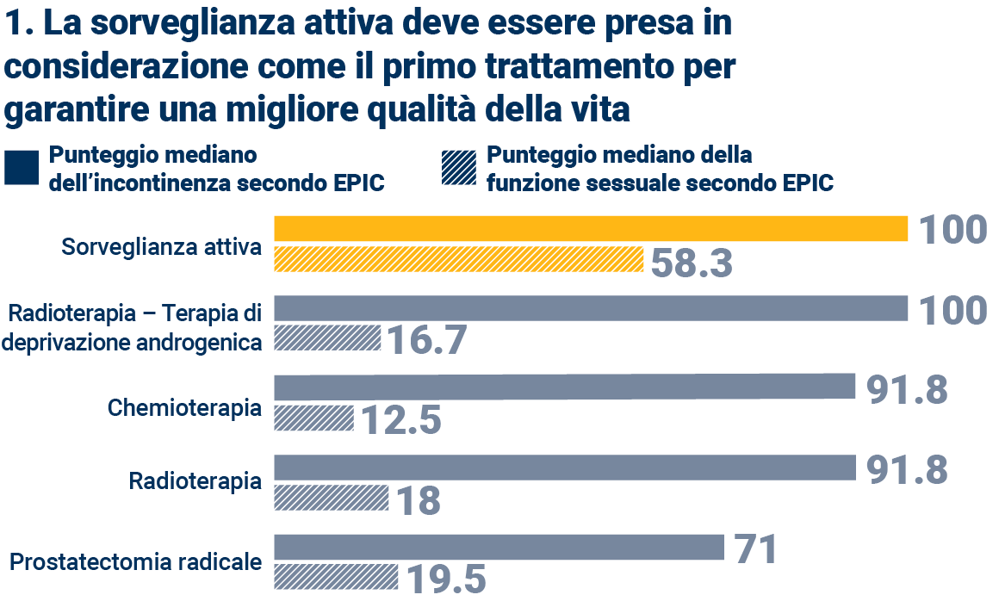 1. La sorveglianza attiva deve essere presa in
considerazione come il primo trattamento per
garantire una migliore qualità della vita
Punteggio mediano
dell’incontinenza secondo EPIC
Punteggio mediano della
funzione sessuale secondo EPIC
Sorveglianza attiva
100
58.3
Radioterapia – Terapia di
deprivazione androgenica
100
16.7
Chemioterapia
91.8
12.5
Radioterapia
91.8
18
Prostatectomia radicale
71
19.5